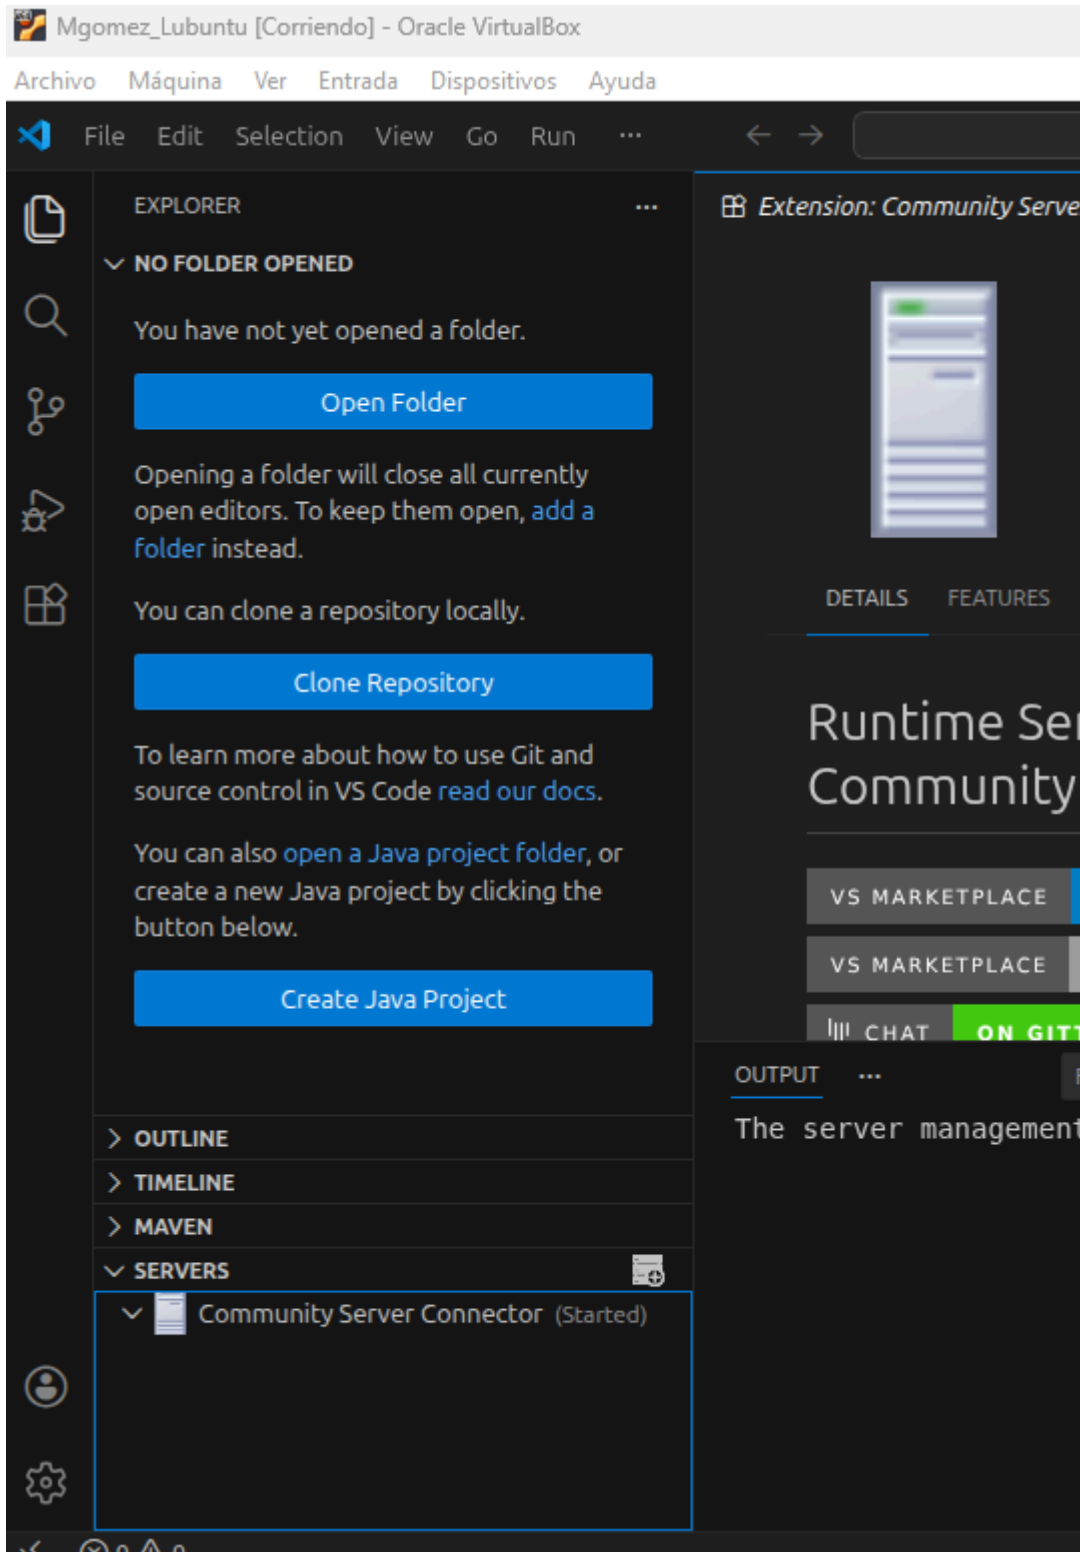 Mgomez_Lubuntu [Corriendo] - Oracle VirtualBox
Archivo Máquina Ver Entrada Dispositivos Ayuda
File Edit Selection View Go Run ···
EXPLORER ···
NO FOLDER OPENED
You have not yet opened a folder.
Open Folder
Opening a folder will close all currently
open editors. To keep them open, add a
folder instead.
You can clone a repository locally.
Clone Repository
To learn more about how to use Git and
source control in VS Code read our docs.
You can also open a Java project folder, or
create a new Java project by clicking the
button below.
Create Java Project
OUTLINE
TIMELINE
MAVEN
SERVERS
Community Server Connector (Started)
Extension: Community Serve
DETAILS FEATURES
Runtime Ser
Community
VS MARKETPLACE
VS MARKETPLACE
CHAT ON GITT
OUTPUT ···
The server management
0 0